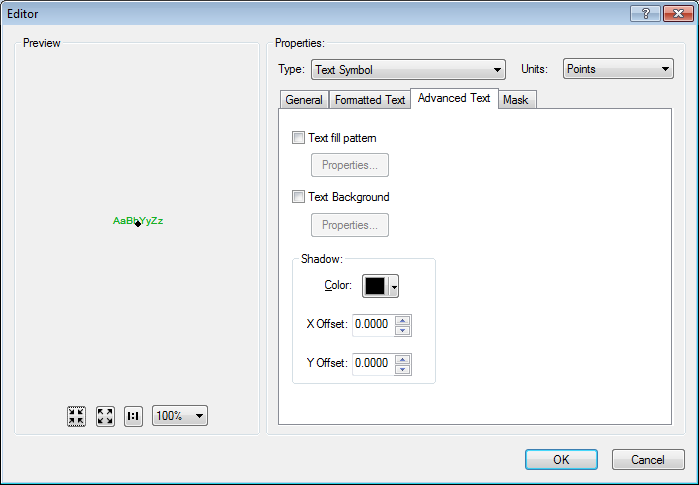 Editor
Preview
AaBbYyZz
1:1
100%
Properties:
Type: Text Symbol Units: Points
General Formatted Text Advanced Text Mask
Text fill pattern
Properties...
Text Background
Properties...
Shadow:
Color:
X Offset: 0.0000
Y Offset: 0.0000
OK Cancel